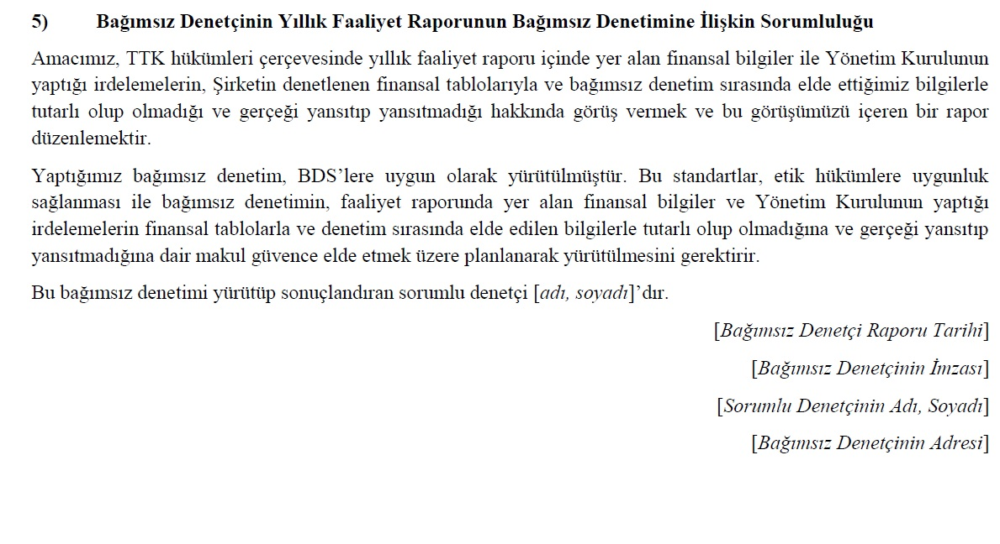 5) Bağımsız Denetçinin Yıllık Faaliyet Raporunun Bağımsız Denetimine İlişkin Sorumluluğu
Amacımız, TTK hükümleri çerçevesinde yıllık faaliyet raporu içinde yer alan finansal bilgiler ile Yönetim Kurulunun
yaptığı irdelemelerin, Şirketin denetlenen finansal tablolarıyla ve bağımsız denetim sırasında elde ettiğimiz bilgilerle
tutarlı olup olmadığı ve gerçeği yansıtıp yansıtmadığı hakkında görüş vermek ve bu görüşümüzü içeren bir rapor
düzenlemektir.
Yaptığımız bağımsız denetim, BDS’lere uygun olarak yürütülmüştür. Bu standartlar, etik hükümlere uygunluk
sağlanması ile bağımsız denetimin, faaliyet raporunda yer alan finansal bilgiler ve Yönetim Kurulunun yaptığı
irdelemelerin finansal tablolarla ve denetim sırasında elde edilen bilgilerle tutarlı olup olmadığına ve gerçeği yansıtıp
yansıtmadığına dair makul güvence elde etmek üzere planlanarak yürütülmesini gerektirir.
Bu bağımsız denetimi yürütüp sonuçlandıran sorumlu denetçi [adı, soyadı]’dır.
[Bağımsız Denetçi Raporu Tarihi]
[Bağımsız Denetçinin İmzası]
[Sorumlu Denetçinin Adı, Soyadı]
[Bağımsız Denetçinin Adresi]